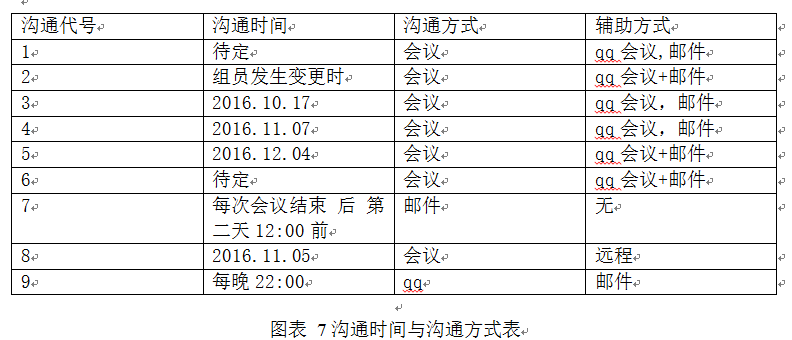 沟通代号 沟通时间 沟通方式 辅助方式
1 待定 会议 qq 会议,邮件
2 组员发生变更时 会议 qq 会议+邮件
3 2016.10.17 会议 qq 会议，邮件
4 2016.11.07 会议 qq 会议，邮件
5 2016.12.04 会议 qq 会议+邮件
6 待定 会议 qq 会议+邮件
7 每次会议结束 后 第 邮件 无
二天 12:00 前
8 2016.11.05 会议 远程
9 每晚 22:00 qq 邮件
图表 7 沟通时间与沟通方式表